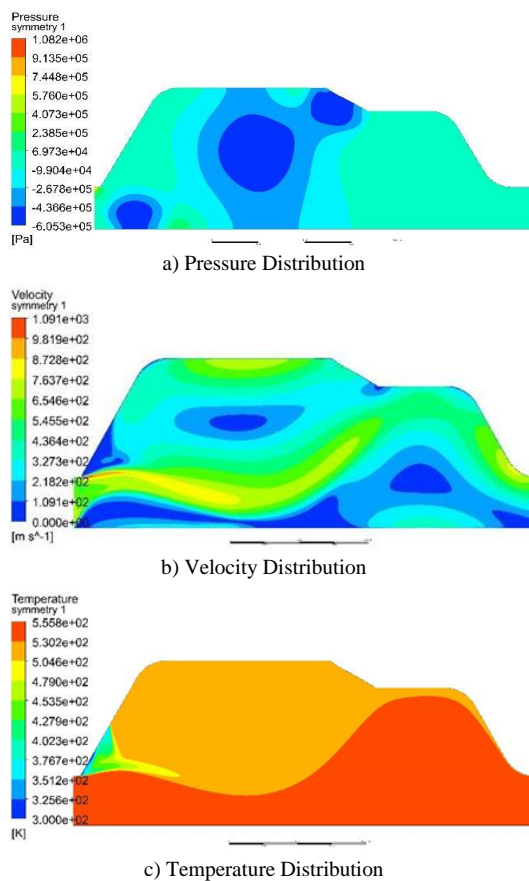 Pressure
symmetry 1
1.082e+06
9.135e+05
7.448e+05
5.760e+05
4.073e+05
2.385e+05
6.973e+04
-9.904e+04
-2.678e+05
-4.366e+05
-6.053e+05
[Pa]
a) Pressure Distribution
Velocity
symmetry 1
1.091e+03
9.819e+02
8.728e+02
7.637e+02
6.546e+02
5.455e+02
4.364e+02
3.273e+02
2.182e+02
1.091e+02
0.000e+00
[m s^-1]
b) Velocity Distribution
Temperature
symmetry 1
5.558e+02
5.302e+02
5.046e+02
4.790e+02
4.535e+02
4.279e+02
4.023e+02
3.767e+02
3.512e+02
3.256e+02
3.000e+02
[K]
c) Temperature Distribution